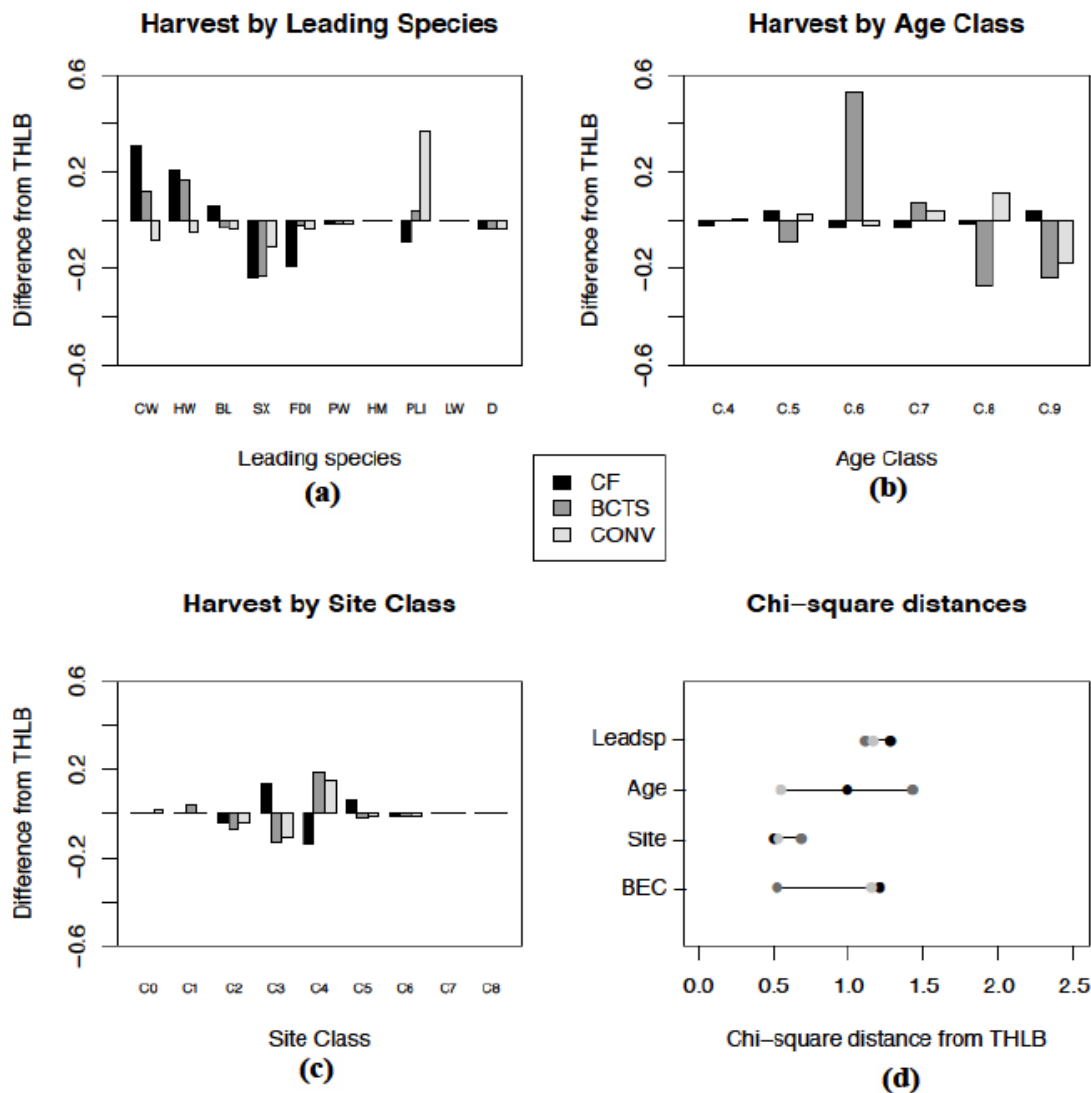 Harvest by Leading Species
Difference from THLB
0.6
0.2
−0.2
−0.6
CW HW BL SX FDI PW HM PLI LW D
Leading species
(a)
Harvest by Age Class
Difference from THLB
0.6
0.2
−0.2
−0.6
C.4 C.5 C.6 C.7 C.8 C.9
Age Class
(b)
CF
BCTS
CONV
Harvest by Site Class
Difference from THLB
0.6
0.2
−0.2
−0.6
C0 C1 C2 C3 C4 C5 C6 C7 C8
Site Class
(c)
Chi−square distances
Leadsp
Age
Site
BEC
0.0 0.5 1.0 1.5 2.0 2.5
Chi−square distance from THLB
(d)